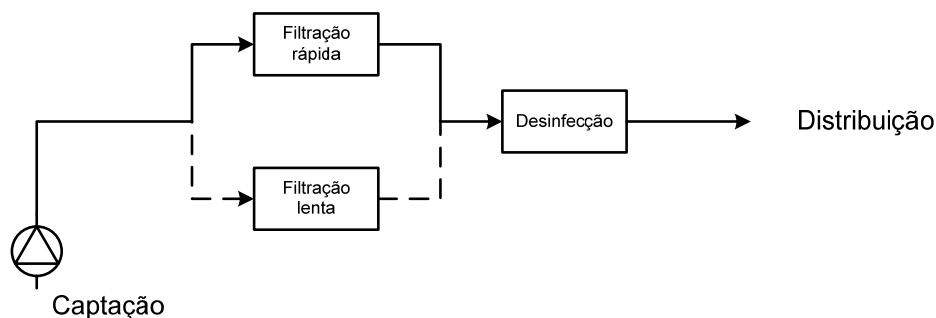 Filtração
rápida
Desinfecção
Distribuição
Filtração
lenta
Captação